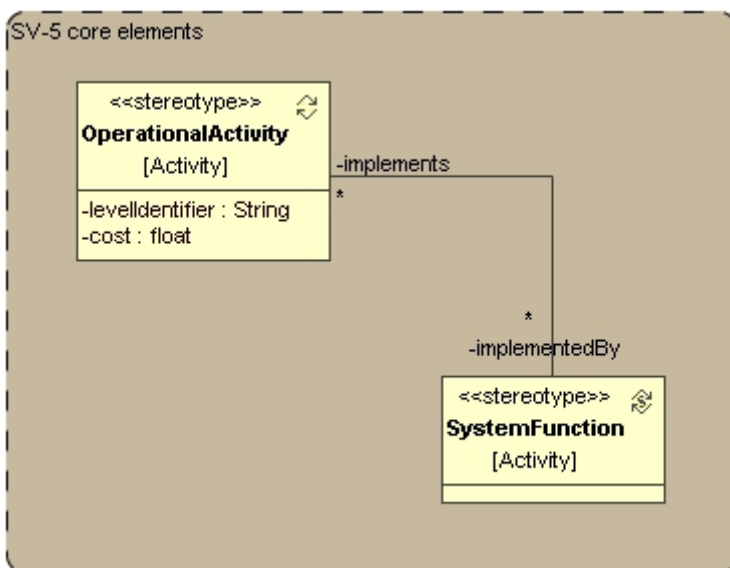 SV-5 core elements
<<stereotype>>
OperationalActivity
[Activity]
-levelIdentifier : String
-cost : float
-implements
*
*
-implementedBy
<<stereotype>>
SystemFunction
[Activity]